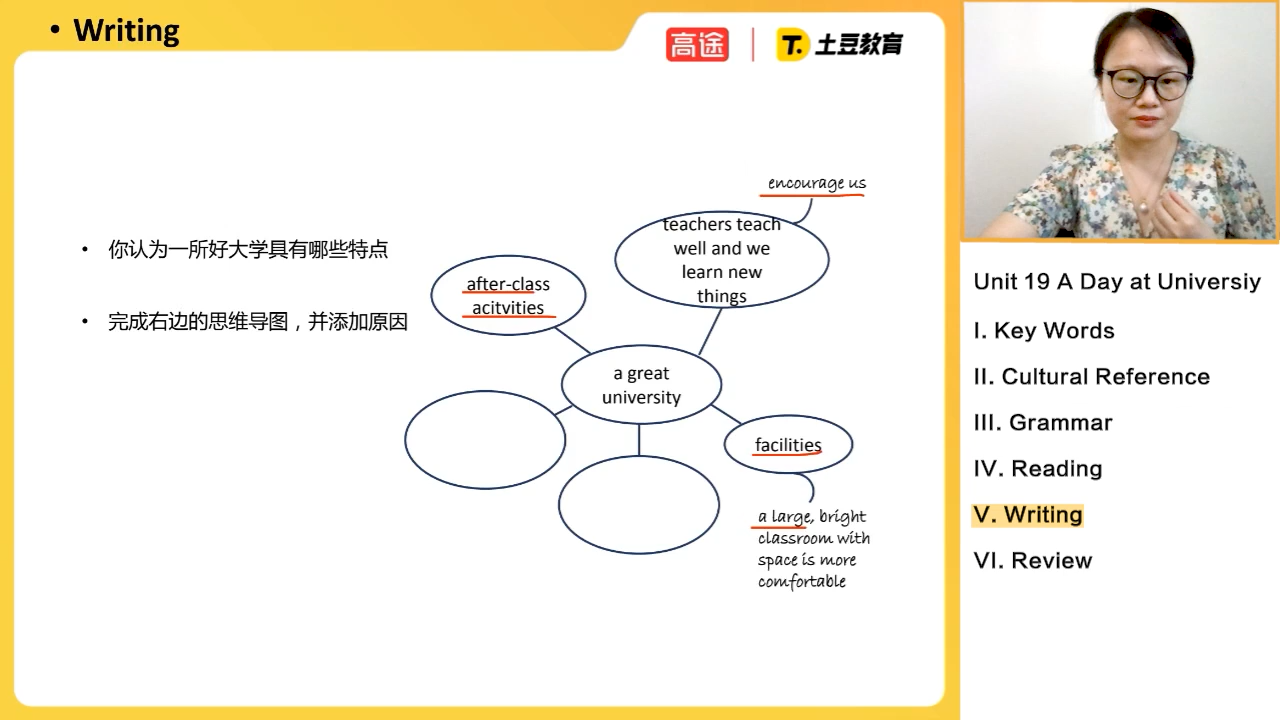 • Writing
高途
T. 土豆教育
• 你认为一所好大学具有哪些特点
• 完成右边的思维导图，并添加原因
encourage us
teachers teach
well and we
learn new
things
after-class
acitvities
a great
university
facilities
a large, bright
classroom with
space is more
comfortable
Unit 19 A Day at Universiy
I. Key Words
II. Cultural Reference
III. Grammar
IV. Reading
V. Writing
VI. Review